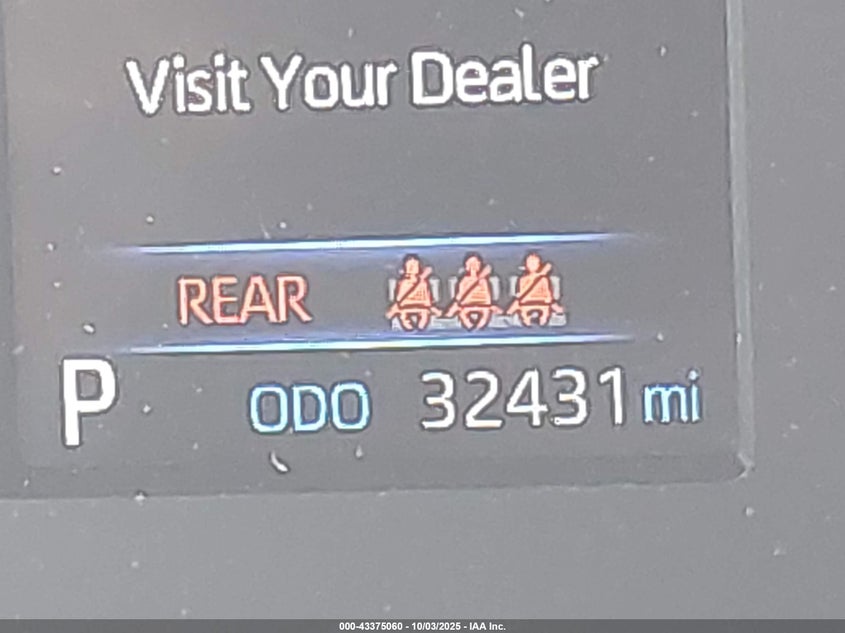 Visit Your Dealer
REAR
P ODO 32431 mi
000-43375060 - 10/03/2025 - IAA Inc.